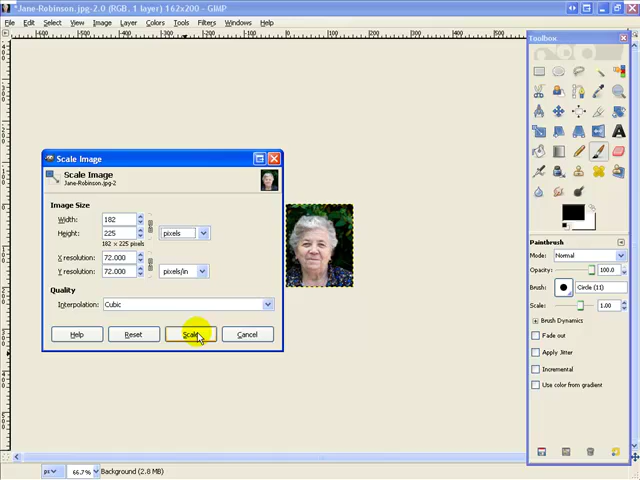 *Jane-Robinson.jpg-2.0 (RGB, 1 layer) 162x200 – GIMP
File Edit Select View Image Layer Colors Tools Filters Windows Help
Toolbox
Scale Image
Scale Image
Jane-Robinson.jpg-2
Image Size
Width: 182
Height: 225 pixels
182 x 225 pixels
X resolution: 72.000
Y resolution: 72.000 pixels/in
Quality
Interpolation: Cubic
Help Reset Scale Cancel
Paintbrush
Mode: Normal
Opacity: 100.0
Brush: Circle (11)
Scale: 1.00
Brush Dynamics
Fade out
Apply Jitter
Incremental
Use color from gradient
66.7% Background (2.8 MB)